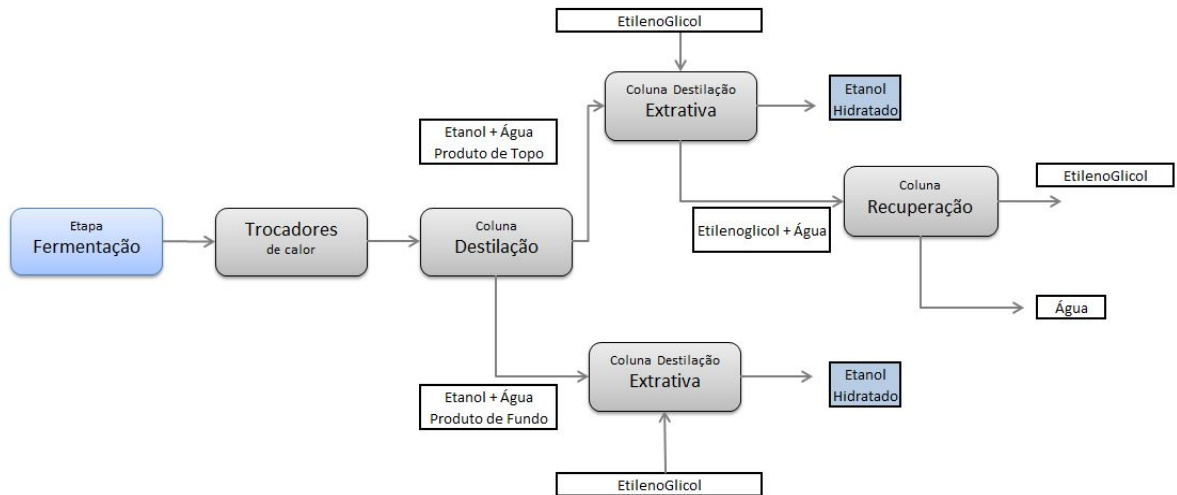 EtilenoGlicol
Coluna Destilação
Extrativa
Etanol
Hidratado
Etanol + Água
Produto de Topo
Coluna
Recuperação
EtilenoGlicol
Etapa
Fermentação
Trocadores
de calor
Coluna
Destilação
Etilenoglicol + Água
Água
Coluna Destilação
Extrativa
Etanol
Hidratado
Etanol + Água
Produto de Fundo
EtilenoGlicol